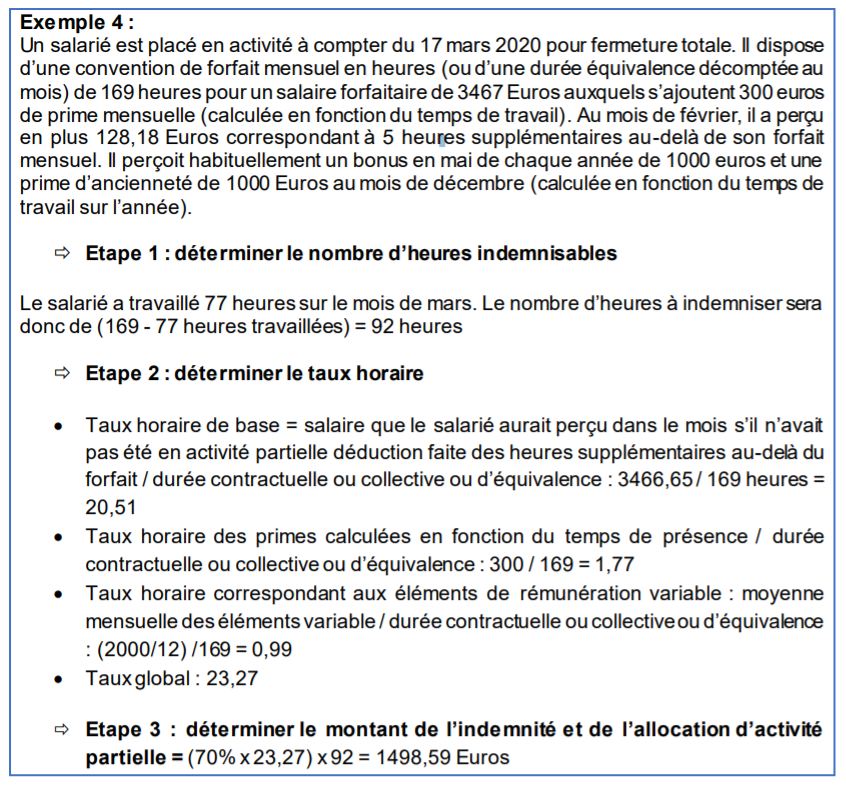 Exemple 4 :
Un salarié est placé en activité à compter du 17 mars 2020 pour fermeture totale. Il dispose
d'une convention de forfait mensuel en heures (ou d'une durée équivalence décomptée au
mois) de 169 heures pour un salaire forfaitaire de 3467 Euros auxquels s'ajoutent 300 euros
de prime mensuelle (calculée en fonction du temps de travail). Au mois de février, il a perçu
en plus 128,18 Euros correspondant à 5 heures supplémentaires au-delà de son forfait
mensuel. Il perçoit habituellement un bonus en mai de chaque année de 1000 euros et une
prime d'ancienneté de 1000 Euros au mois de décembre (calculée en fonction du temps de
travail sur l'année).
⇨ Etape 1 : déterminer le nombre d'heures indemnisables
Le salarié a travaillé 77 heures sur le mois de mars. Le nombre d'heures à indemniser sera
donc de (169 - 77 heures travaillées) = 92 heures
⇨ Etape 2 : déterminer le taux horaire
• Taux horaire de base = salaire que le salarié aurait perçu dans le mois s'il n'avait
pas été en activité partielle déduction faite des heures supplémentaires au-delà du
forfait / durée contractuelle ou collective ou d'équivalence : 3466,65 / 169 heures =
20,51
• Taux horaire des primes calculées en fonction du temps de présence / durée
contractuelle ou collective ou d'équivalence : 300 / 169 = 1,77
• Taux horaire correspondant aux éléments de rémunération variable : moyenne
mensuelle des éléments variable / durée contractuelle ou collective ou d'équivalence
: (2000/12) /169 = 0,99
• Taux global : 23,27
⇨ Etape 3 : déterminer le montant de l'indemnité et de l'allocation d'activité
partielle = (70% x 23,27) x 92 = 1498,59 Euros